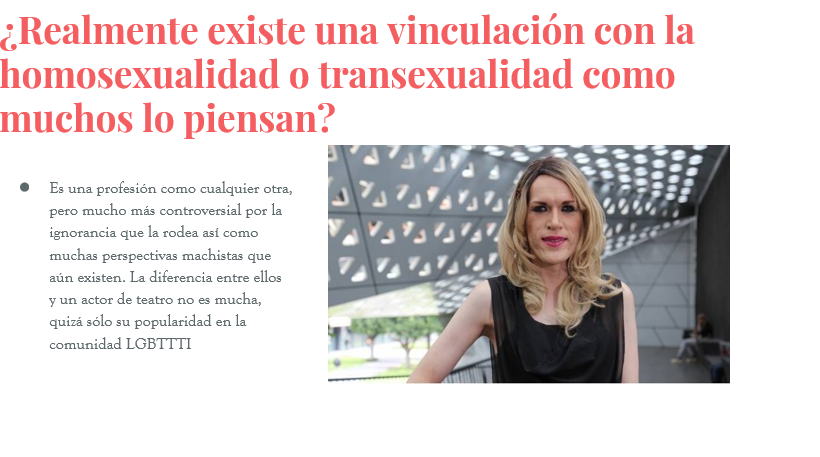 ¿Realmente existe una vinculación con la
homosexualidad o transexualidad como
muchos lo piensan?
Es una profesión como cualquier otra,
pero mucho más controversial por la
ignorancia que la rodea así como
muchas perspectivas machistas que
aún existen. La diferencia entre ellos
y un actor de teatro no es mucha,
quizá sólo su popularidad en la
comunidad LGBTTTI